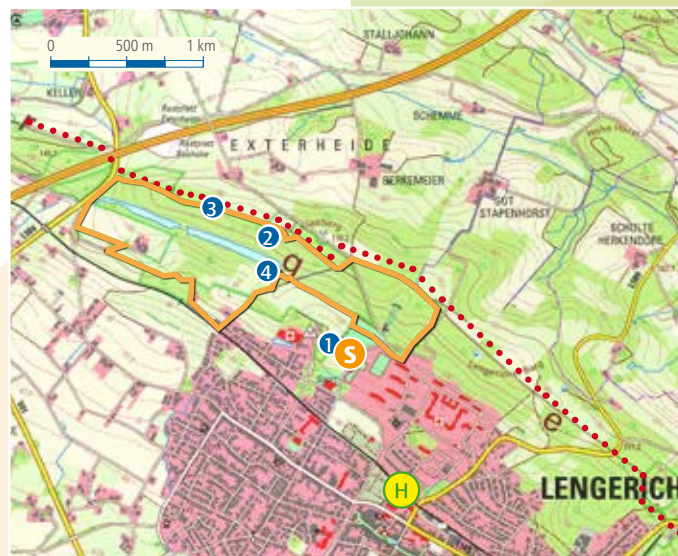 0 500 m 1 km
STALLJOHANN
KELLER
SCHEMME
EXTERHEIDE
BERKEMEIER
GUT
STAPENHORST
SCHULTE
HERKENDORF
3
2
4
q
1
S
e
H
LENGERICH